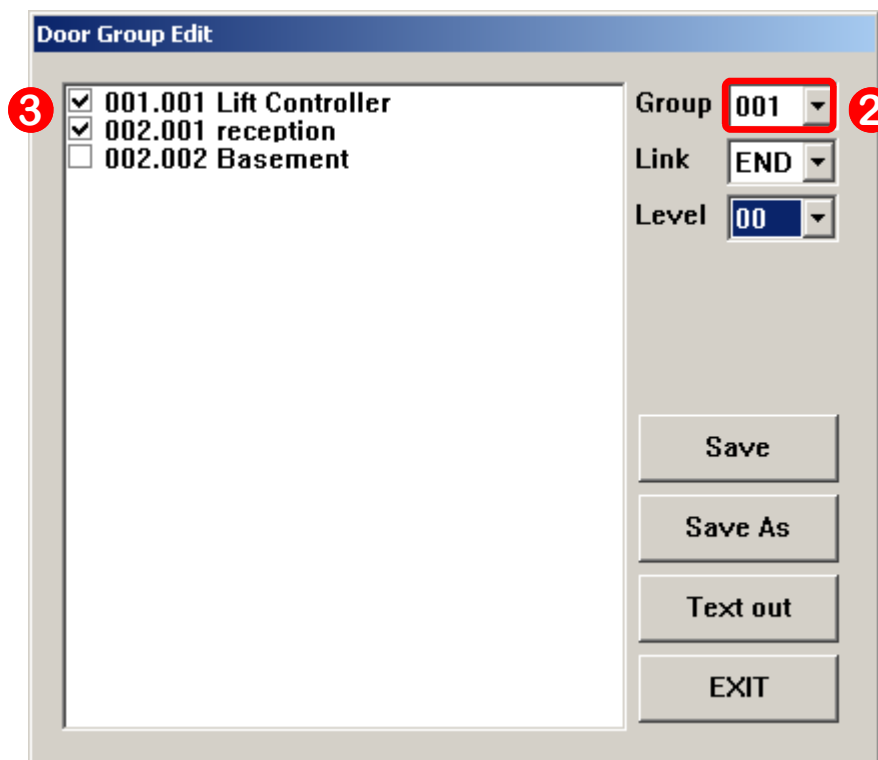 Door Group Edit
3
001.001 Lift Controller
002.001 reception
002.002 Basement
Group 001
2
Link END
Level 00
Save
Save As
Text out
EXIT